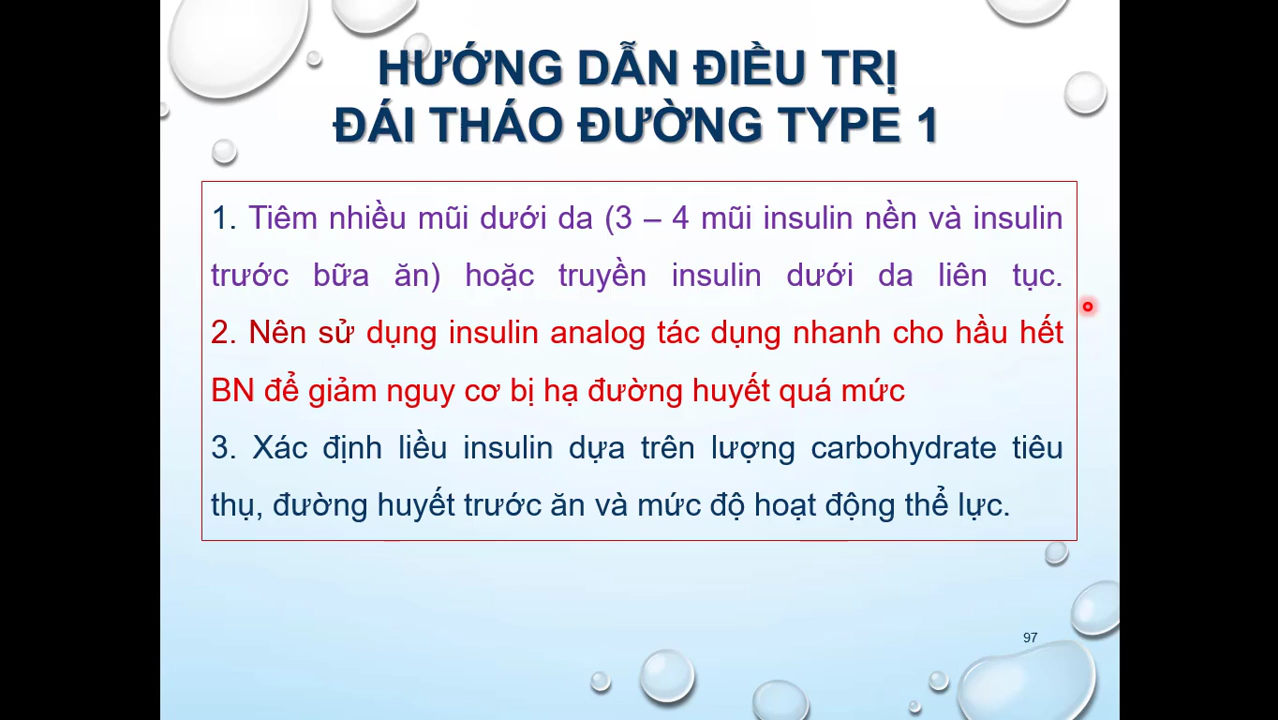 HƯỚNG DẪN ĐIỀU TRỊ
ĐÁI THÁO ĐƯỜNG TYPE 1
1. Tiêm nhiều mũi dưới da (3 – 4 mũi insulin nền và insulin
trước bữa ăn) hoặc truyền insulin dưới da liên tục.
2. Nên sử dụng insulin analog tác dụng nhanh cho hầu hết
BN để giảm nguy cơ bị hạ đường huyết quá mức
3. Xác định liều insulin dựa trên lượng carbohydrate tiêu
thụ, đường huyết trước ăn và mức độ hoạt động thể lực.
97